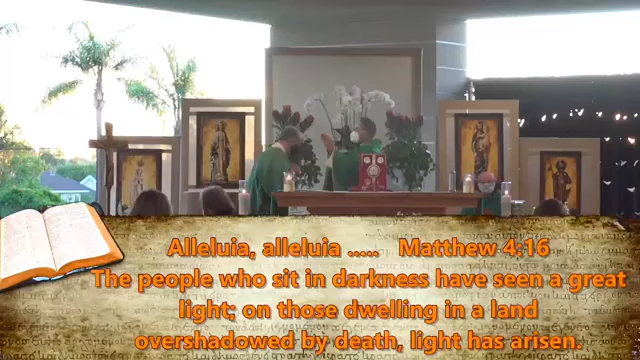 Alleluia, alleluia ..... Matthew 4:16
The people who sit in darkness have seen a great
light; on those dwelling in a land
overshadowed by death, light has arisen.